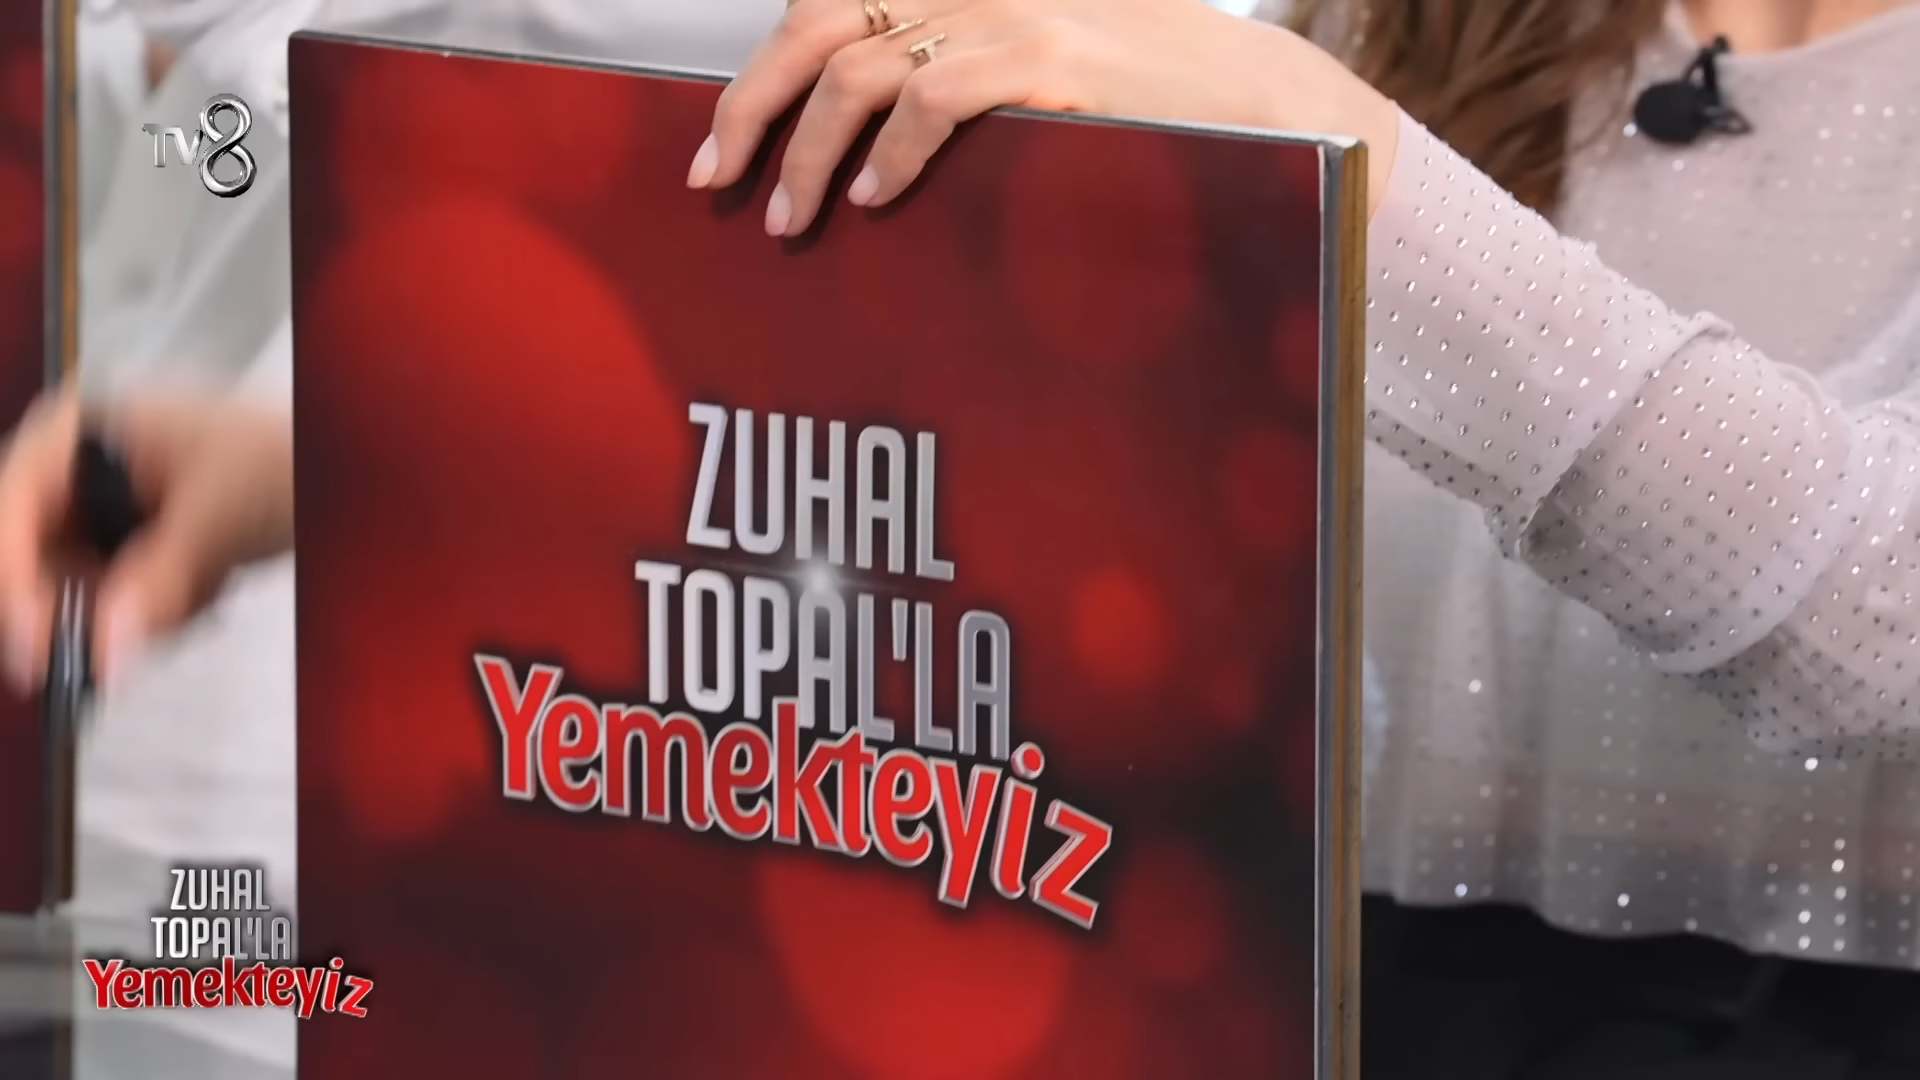 TV8
ZUHAL
TOPAL'LA
Yemekteyiz
ZUHAL
TOPAL'LA
Yemekteyiz